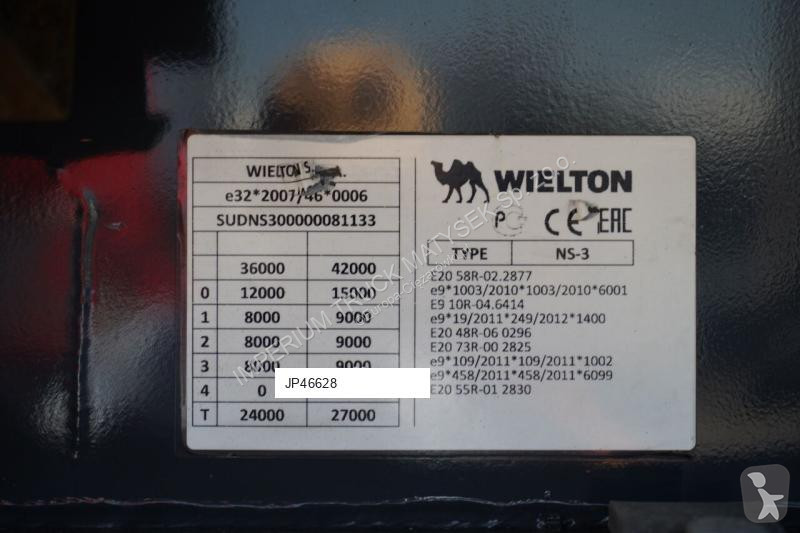 WIELTON S. A.
e32*2007/46*0006
SUDNS300000081133
36000 42000
0 12000 15000
1 8000 9000
2 8000 9000
3 8000 9000
4 0
JP46628
T 24000 27000
WIELTON
PC CE EAC
TYPE NS-3
E20 58R-02.2877
e9*1003/2010*1003/2010*6001
E9 10R-04.6414
e9*19/2011*249/2012*1400
E20 48R-06 0296
E20 73R-00 2825
e9*109/2011*109/2011*1002
e9*458/2011*458/2011*6099
E20 55R-01 2830
IMPERIUM TRUCK MATYSEK Sp. z o.o.